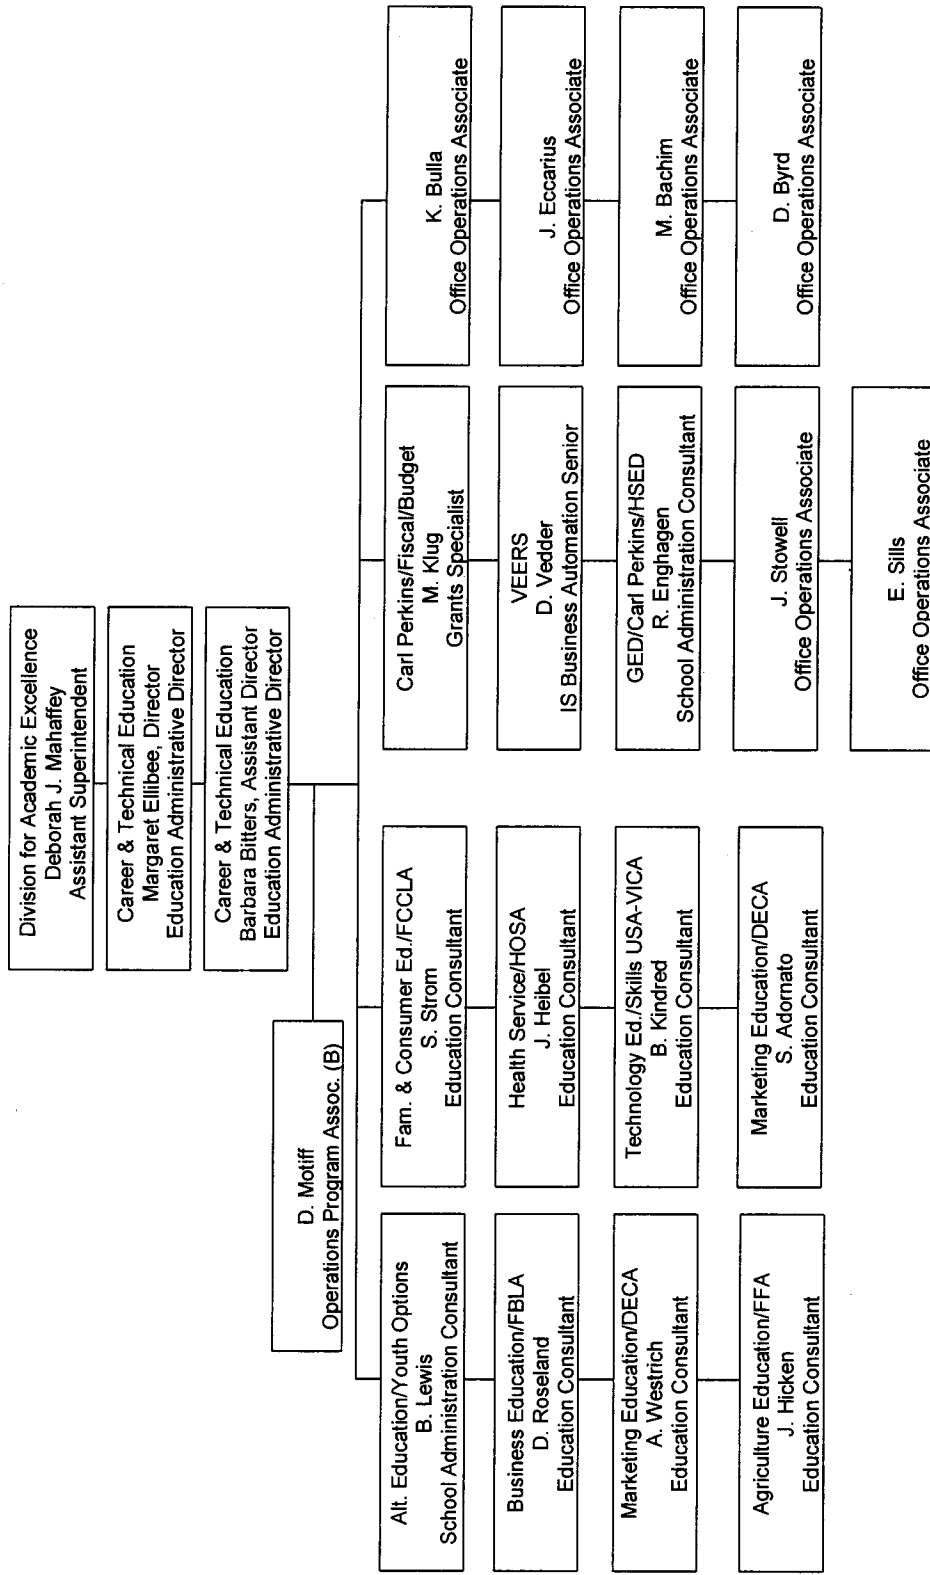 Division for Academic Excellence
Deborah J. Mahaffey
Assistant Superintendent
Career & Technical Education
Margaret Ellibee, Director
Education Administrative Director
Career & Technical Education
Barbara Bitters, Assistant Director
Education Administrative Director
D. Motiff
Operations Program Assoc. (B)
Alt. Education/Youth Options
B. Lewis
School Administration Consultant
Business Education/FBLA
D. Roseland
Education Consultant
Marketing Education/DECA
A. Westrich
Education Consultant
Agriculture Education/FFA
J. Hicken
Education Consultant
Fam. & Consumer Ed./FCCLA
S. Strom
Education Consultant
Health Service/HOSA
J. Heibel
Education Consultant
Technology Ed./Skills USA-VICA
B. Kindred
Education Consultant
Marketing Education/DECA
S. Adornato
Education Consultant
Carl Perkins/Fiscal/Budget
M. Klug
Grants Specialist
VEERS
D. Vedder
IS Business Automation Senior
GED/Carl Perkins/HSED
R. Enghagen
School Administration Consultant
J. Stowell
Office Operations Associate
E. Sills
Office Operations Associate
K. Bulla
Office Operations Associate
J. Eccarius
Office Operations Associate
M. Bachim
Office Operations Associate
D. Byrd
Office Operations Associate